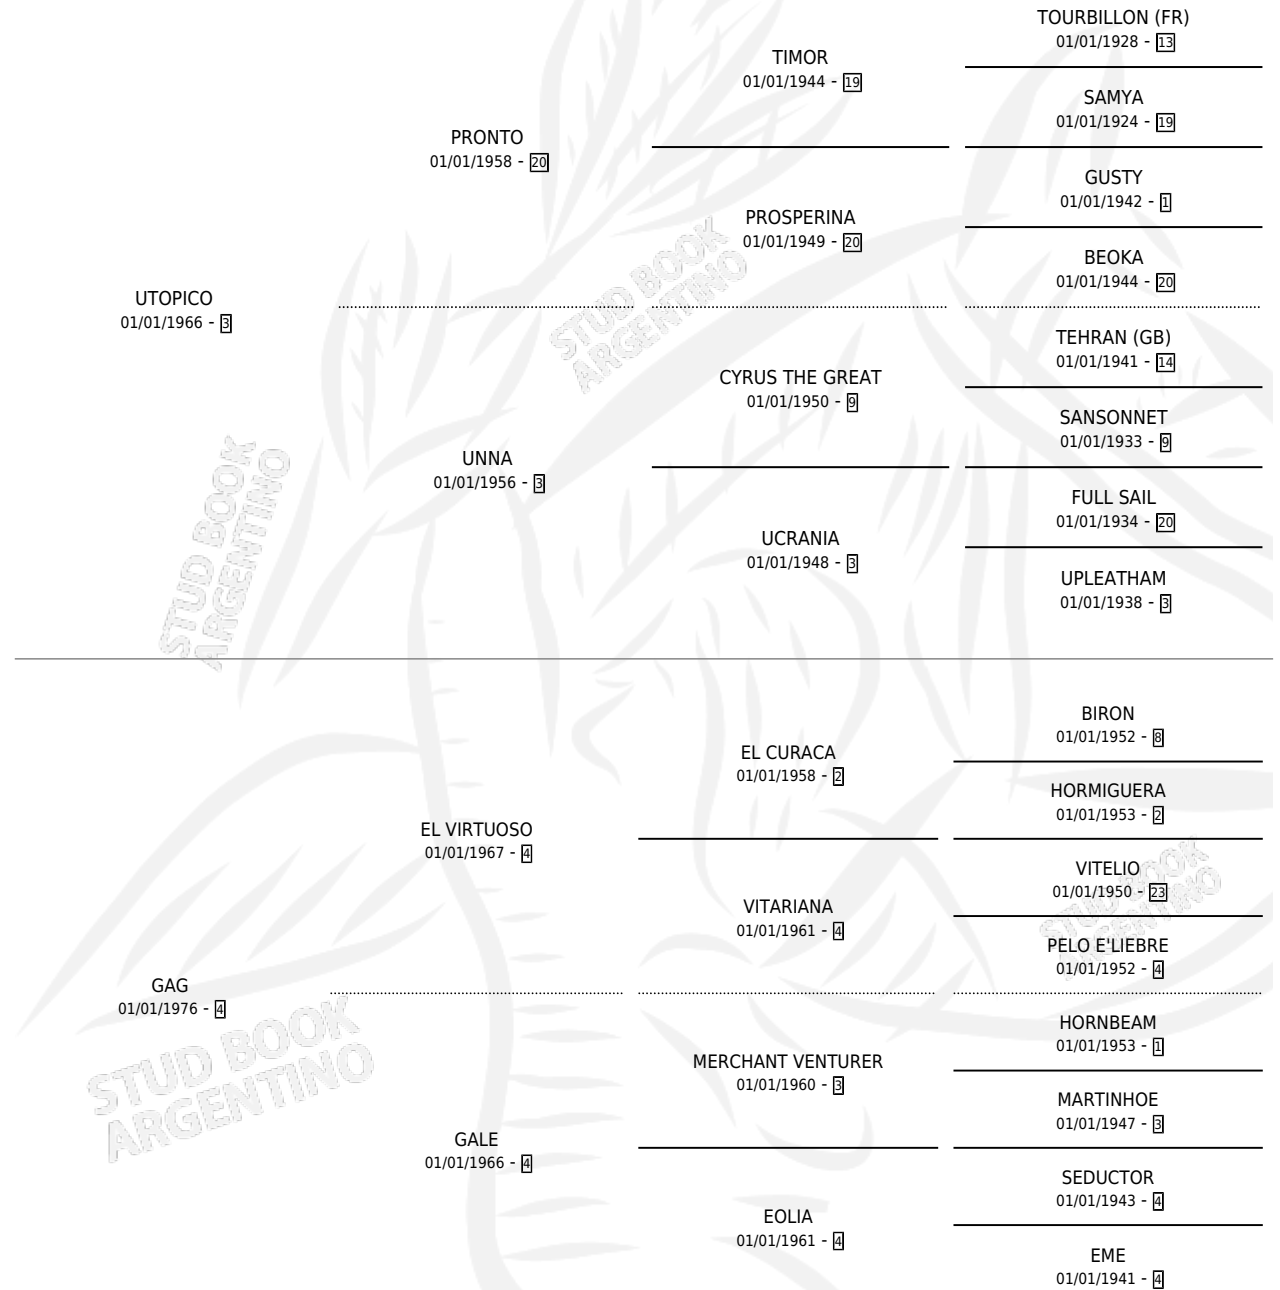 TOURBILLON (FR)
01/01/1928 - 13
TIMOR
01/01/1944 - 19
SAMYA
01/01/1924 - 19
PRONTO
01/01/1958 - 20
GUSTY
01/01/1942 - 1
PROSPERINA
01/01/1949 - 20
BEOKA
01/01/1944 - 20
UTOPICO
01/01/1966 - 3
TEHRAN (GB)
01/01/1941 - 14
CYRUS THE GREAT
01/01/1950 - 9
SANSONNET
01/01/1933 - 9
UNNA
01/01/1956 - 3
FULL SAIL
01/01/1934 - 20
UCRANIA
01/01/1948 - 3
UPLEATHAM
01/01/1938 - 3
STUD BOOK
ARGENTINO
STUD BOOK
ARGENTINO
BIRON
01/01/1952 - 8
EL CURACA
01/01/1958 - 2
HORMIGUERA
01/01/1953 - 2
EL VIRTUOSO
01/01/1967 - 4
VITELIO
01/01/1950 - 23
VITARIANA
01/01/1961 - 4
PELO E'LIEBRE
01/01/1952 - 4
GAG
01/01/1976 - 4
HORNBEAM
01/01/1953 - 1
MERCHANT VENTURER
01/01/1960 - 3
MARTINHOE
01/01/1947 - 3
GALE
01/01/1966 - 4
SEDUCTOR
01/01/1943 - 4
EOLIA
01/01/1961 - 4
EME
01/01/1941 - 4
STUD BOOK
ARGENTINO
STUD BOOK
ARGENTINO